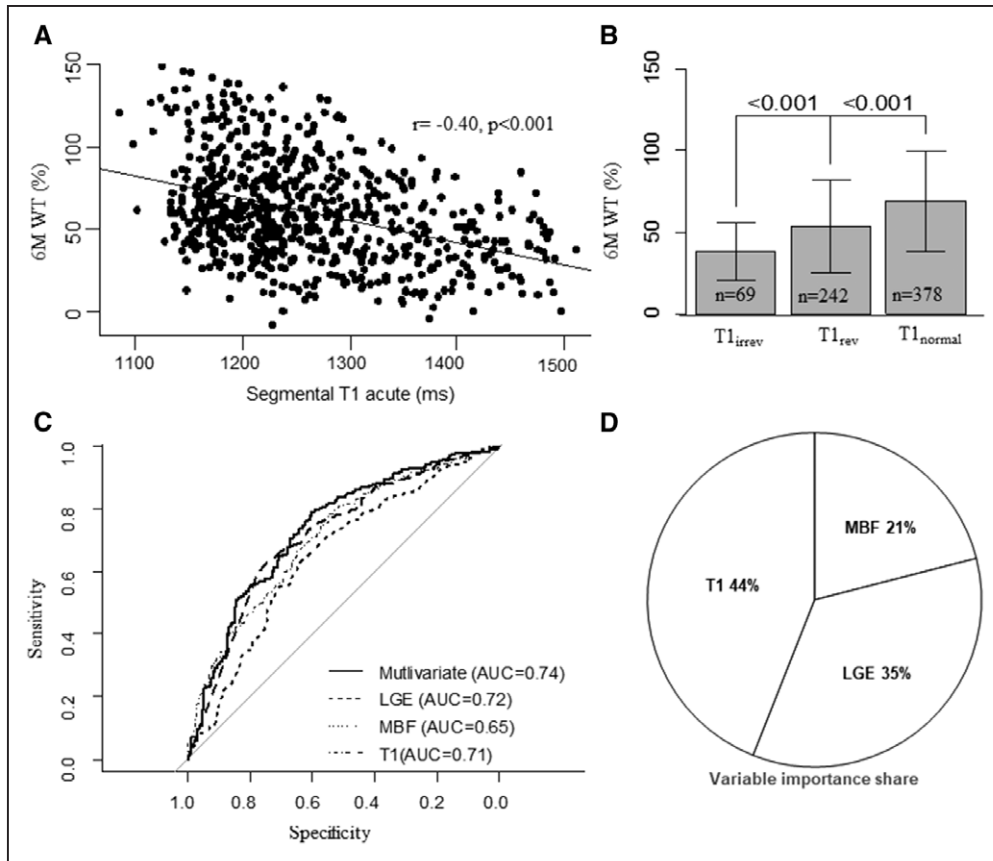 A
6M WT (%)
150
100
50
0
r= -0.40, p<0.001
1100 1200 1300 1400 1500
Segmental T1 acute (ms)
B
6M WT (%)
150
100
50
0
<0.001 <0.001
n=69 n=242 n=378
T1irrev T1rev T1normal
C
Sensitivity
1.0
0.8
0.6
0.4
0.2
0.0
Mutlivariate (AUC=0.74)
LGE (AUC=0.72)
MBF (AUC=0.65)
T1(AUC=0.71)
1.0 0.8 0.6 0.4 0.2 0.0
Specificity
D
MBF 21%
T1 44%
LGE 35%
Variable importance share